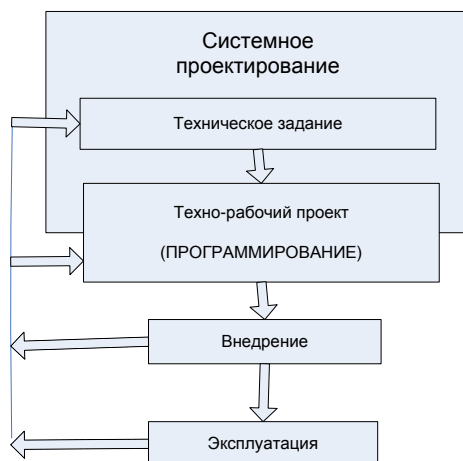 Системное
проектирование
Техническое задание
Техно-рабочий проект
(ПРОГРАММИРОВАНИЕ)
Внедрение
Эксплуатация